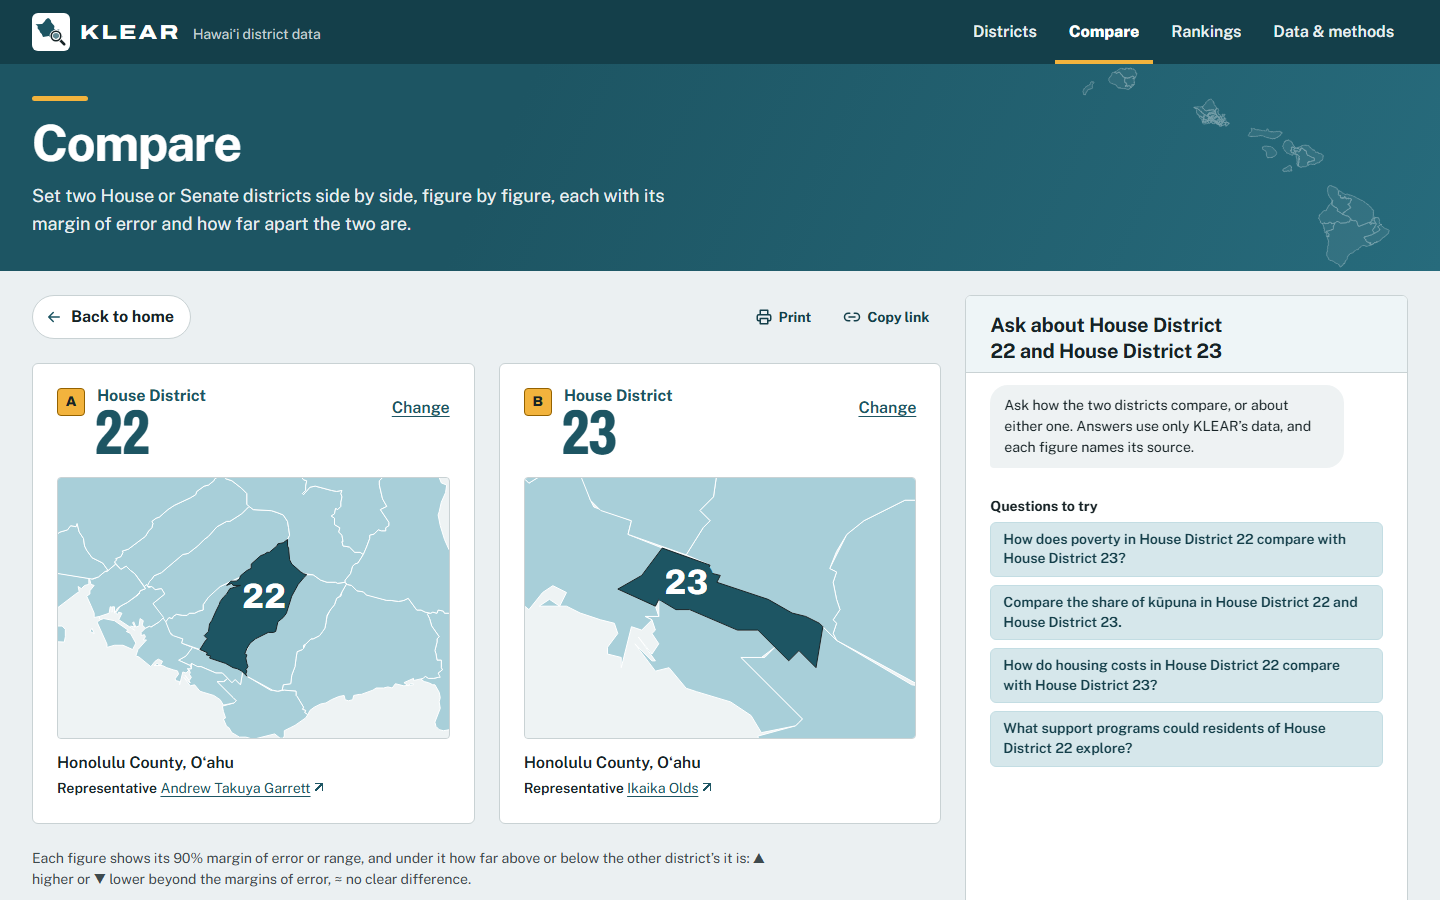 KLEAR
Hawaiʻi district data
Districts
Compare
Rankings
Data & methods
Compare
Set two House or Senate districts side by side, figure by figure, each with its
margin of error and how far apart the two are.
Back to home
Print
Copy link
A
House District
22
Change
22
Honolulu County, Oʻahu
Representative Andrew Takuya Garrett
B
House District
23
Change
23
Honolulu County, Oʻahu
Representative Ikaika Olds
Each figure shows its 90% margin of error or range, and under it how far above or below the other district’s it is: ▲
higher or ▼ lower beyond the margins of error, ≈ no clear difference.
Ask about House District
22 and House District 23
Ask how the two districts compare, or about
either one. Answers use only KLEAR’s data, and
each figure names its source.
Questions to try
How does poverty in House District 22 compare with
House District 23?
Compare the share of kūpuna in House District 22 and
House District 23.
How do housing costs in House District 22 compare
with House District 23?
What support programs could residents of House
District 22 explore?